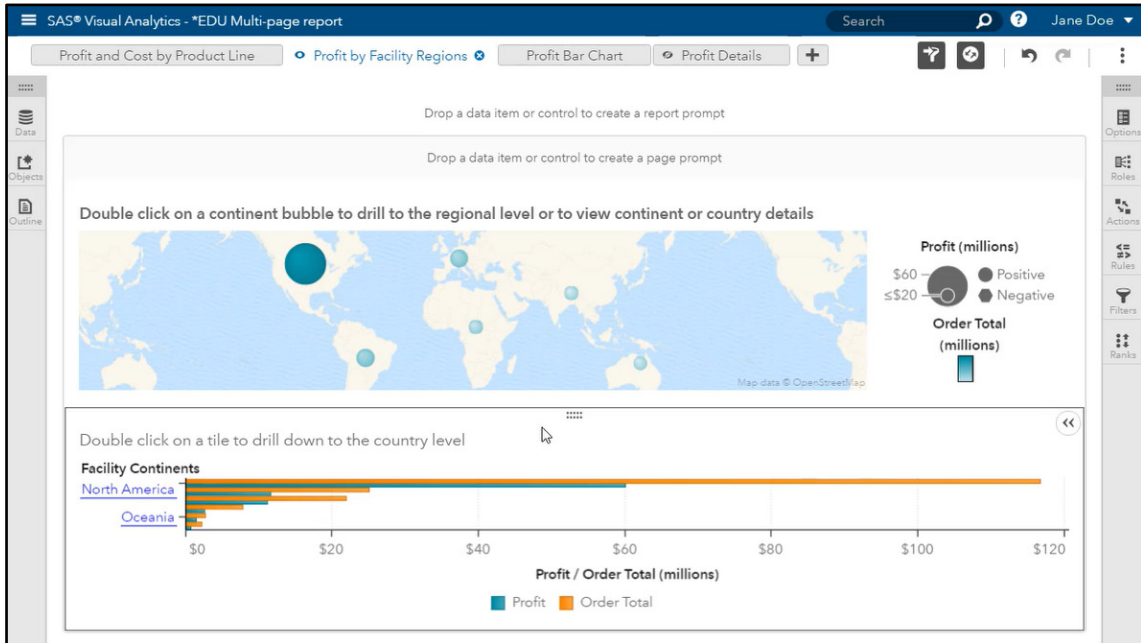 SAS® Visual Analytics - *EDU Multi-page report
Search
?
Jane Doe
Profit and Cost by Product Line
Profit by Facility Regions
Profit Bar Chart
Profit Details
+
Drop a data item or control to create a report prompt
Data
Objects
Outline
Options
Roles
Actions
Rules
Filters
Ranks
Drop a data item or control to create a page prompt
Double click on a continent bubble to drill to the regional level or to view continent or country details
Profit (millions)
$60
≤$20
Positive
Negative
Order Total
(millions)
Map data © OpenStreetMap
Double click on a tile to drill down to the country level
Facility Continents
North America
Oceania
$0 $20 $40 $60 $80 $100 $120
Profit / Order Total (millions)
Profit Order Total